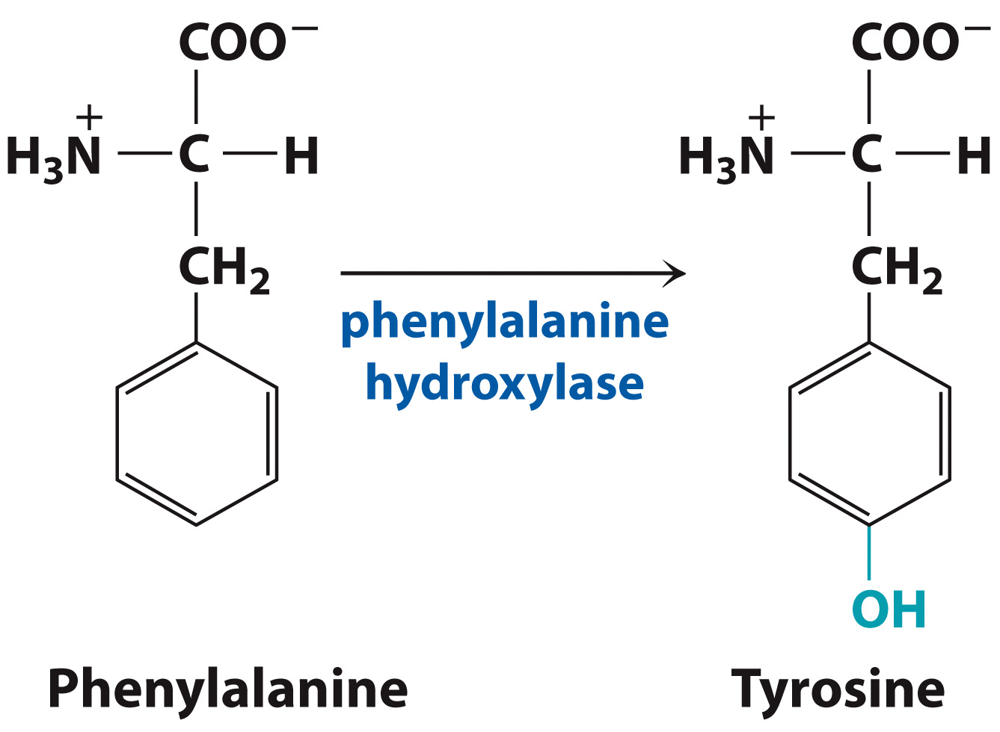 COO⁻ COO⁻
H₃N⁺ C H H₃N⁺ C H
CH₂ CH₂
phenylalanine
hydroxylase
OH
Phenylalanine Tyrosine